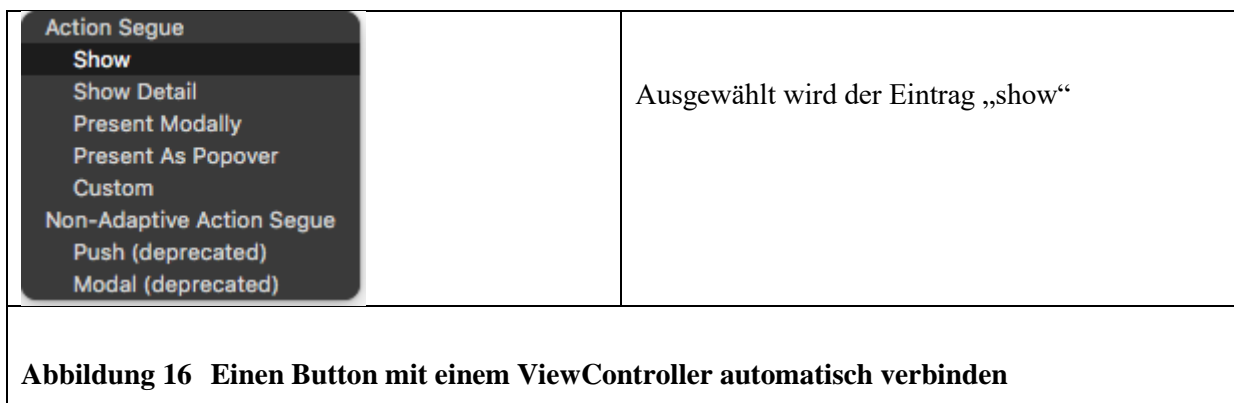 Action Segue
Show
Show Detail
Present Modally
Present As Popover
Custom
Non-Adaptive Action Segue
Push (deprecated)
Modal (deprecated)
Ausgewählt wird der Eintrag „show“
Abbildung 16 Einen Button mit einem ViewController automatisch verbinden